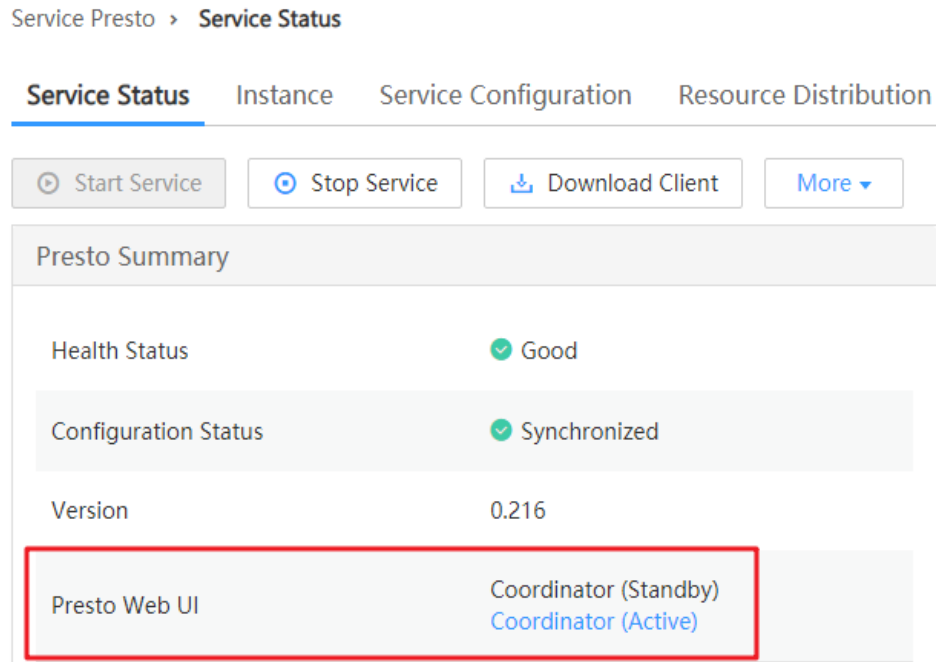 Service Presto > Service Status
Service Status Instance Service Configuration Resource Distribution
Start Service Stop Service Download Client More
Presto Summary
Health Status Good
Configuration Status Synchronized
Version 0.216
Presto Web UI Coordinator (Standby)
Coordinator (Active)